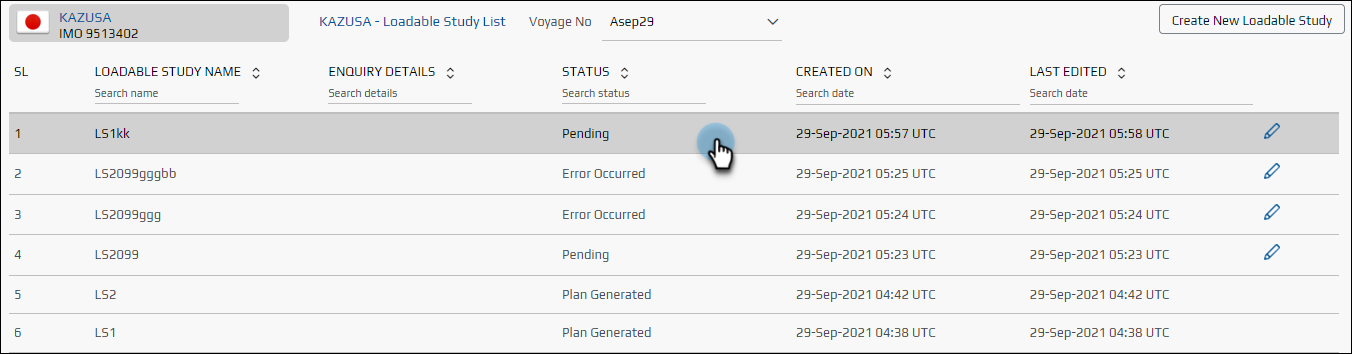 KAZUSA
IMO 9513402
KAZUSA - Loadable Study List Voyage No Asep29 Create New Loadable Study
SL LOADABLE STUDY NAME ENQUIRY DETAILS STATUS CREATED ON LAST EDITED
Search name Search details Search status Search date Search date
1 LS1kk Pending 29-Sep-2021 05:57 UTC 29-Sep-2021 05:58 UTC
2 LS2099gggbb Error Occurred 29-Sep-2021 05:25 UTC 29-Sep-2021 05:25 UTC
3 LS2099ggg Error Occurred 29-Sep-2021 05:24 UTC 29-Sep-2021 05:24 UTC
4 LS2099 Pending 29-Sep-2021 05:23 UTC 29-Sep-2021 05:23 UTC
5 LS2 Plan Generated 29-Sep-2021 04:42 UTC 29-Sep-2021 04:42 UTC
6 LS1 Plan Generated 29-Sep-2021 04:38 UTC 29-Sep-2021 04:38 UTC